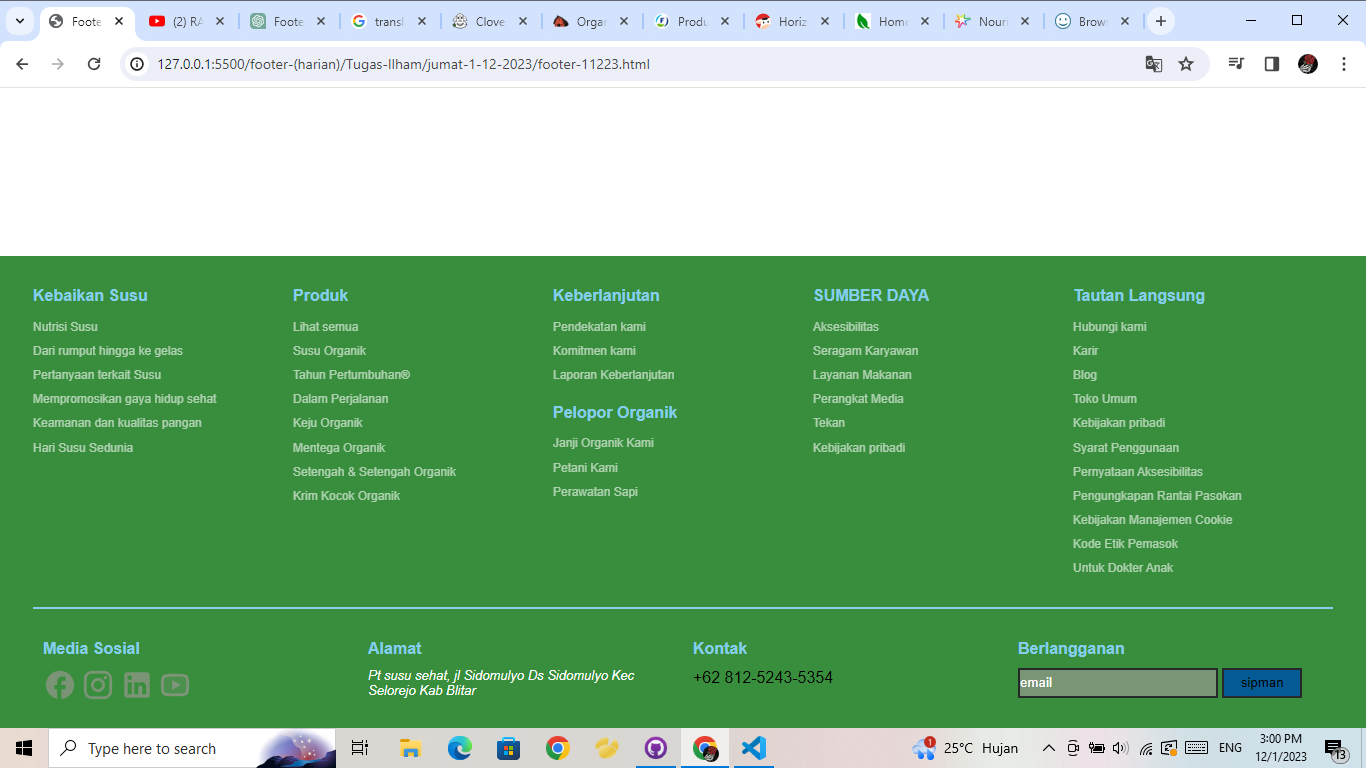 Foote
(2) RA
Foote
transl
Clove
Organ
Produ
Horiz
Home
Nouri
Brow
127.0.0.1:5500/footer-(harian)/Tugas-Ilham/jumat-1-12-2023/footer-11223.html
Kebaikan Susu
Nutrisi Susu
Dari rumput hingga ke gelas
Pertanyaan terkait Susu
Mempromosikan gaya hidup sehat
Keamanan dan kualitas pangan
Hari Susu Sedunia
Produk
Lihat semua
Susu Organik
Tahun Pertumbuhan®
Dalam Perjalanan
Keju Organik
Mentega Organik
Setengah & Setengah Organik
Krim Kocok Organik
Keberlanjutan
Pendekatan kami
Komitmen kami
Laporan Keberlanjutan
Pelopor Organik
Janji Organik Kami
Petani Kami
Perawatan Sapi
SUMBER DAYA
Aksesibilitas
Seragam Karyawan
Layanan Makanan
Perangkat Media
Tekan
Kebijakan pribadi
Tautan Langsung
Hubungi kami
Karir
Blog
Toko Umum
Kebijakan pribadi
Syarat Penggunaan
Pernyataan Aksesibilitas
Pengungkapan Rantai Pasokan
Kebijakan Manajemen Cookie
Kode Etik Pemasok
Untuk Dokter Anak
Media Sosial
Alamat
Pt susu sehat, jl Sidomulyo Ds Sidomulyo Kec
Selorejo Kab Blitar
Kontak
+62 812-5243-5354
Berlangganan
email
sipman
Type here to search
1
25°C Hujan
ENG
3:00 PM
12/1/2023
13